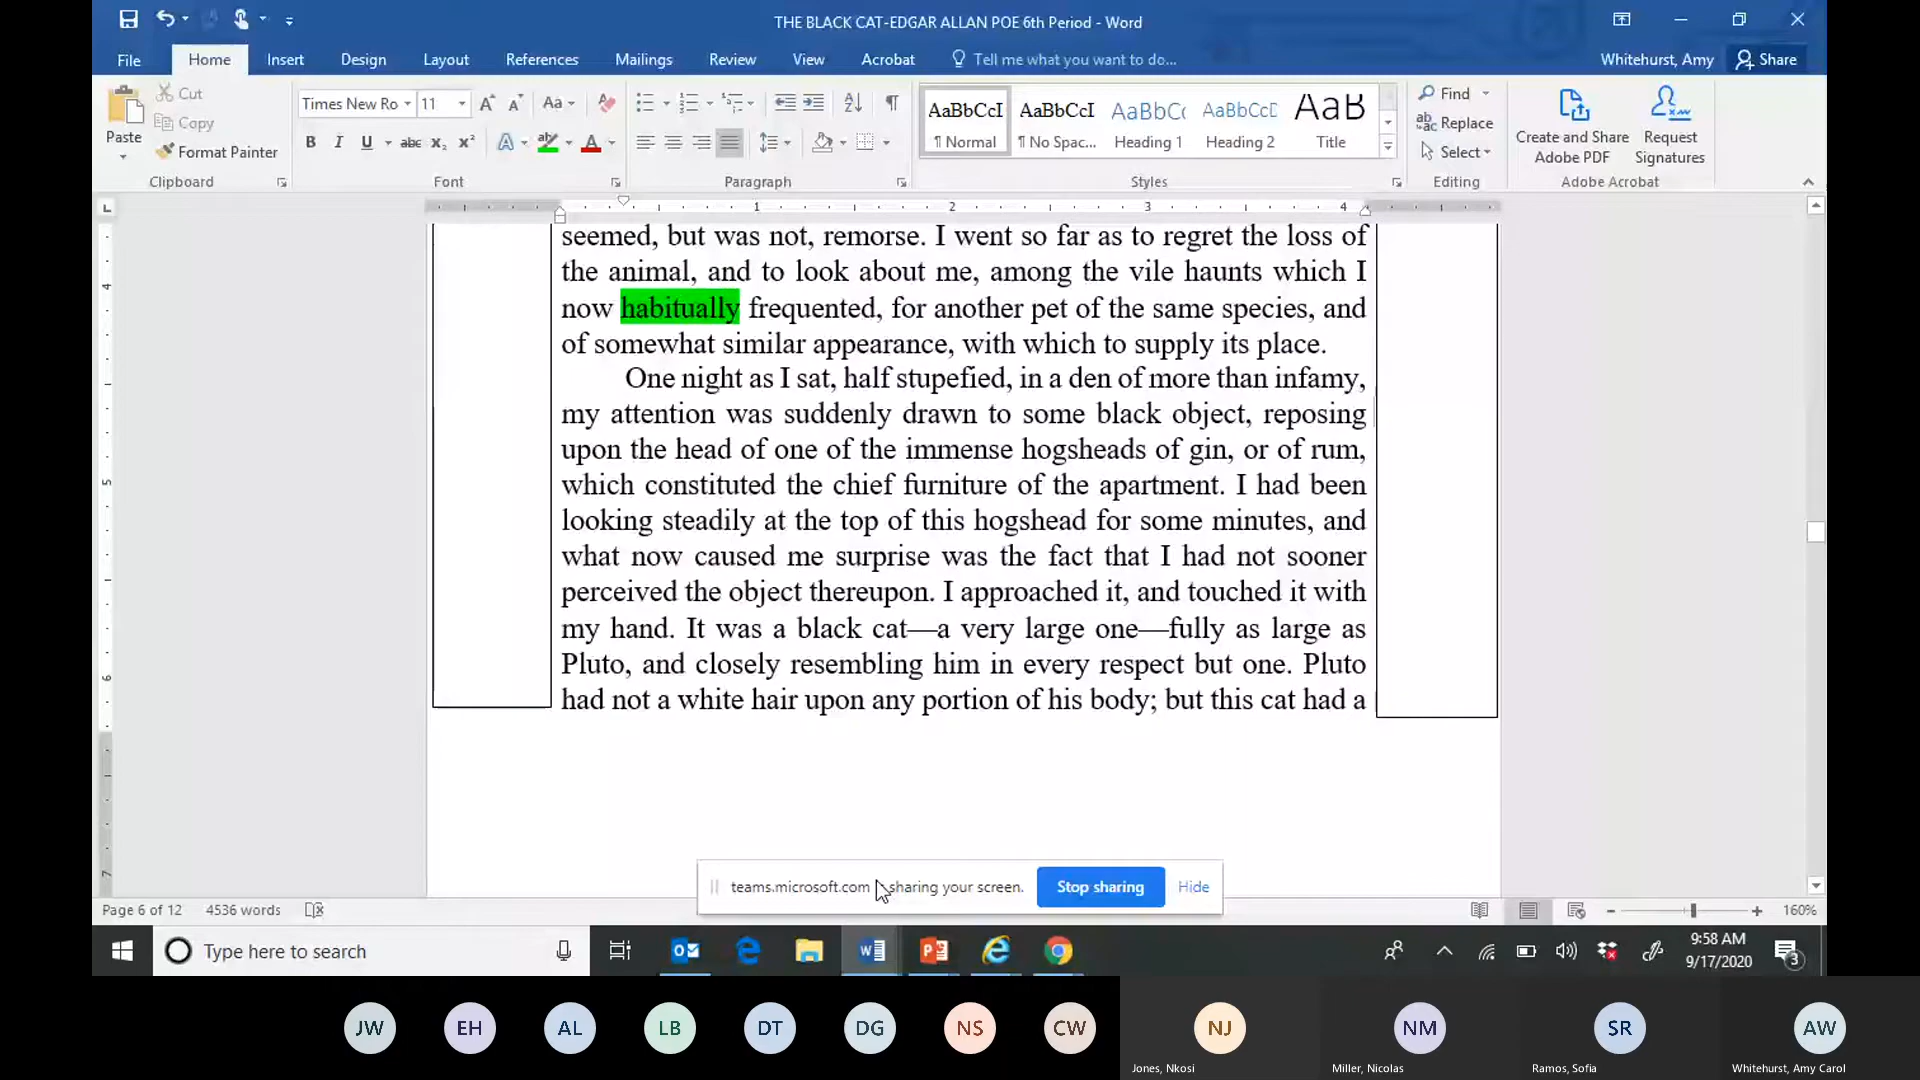 THE BLACK CAT-EDGAR ALLAN POE 6th Period - Word
File Home Insert Design Layout References Mailings Review View Acrobat Tell me what you want to do... Whitehurst, Amy Share
Paste
Cut
Copy
Format Painter
Clipboard
Times New Ro 11 Aa
B I U abc x₂ x² A A
Font
Paragraph
AaBbCcI AaBbCcI AaBbCc AaBbCcD AaB
¶ Normal ¶ No Spac... Heading 1 Heading 2 Title
Styles
Find
Replace
Select
Editing
Create and Share Adobe PDF
Request Signatures
Adobe Acrobat
1 2 3 4
4
5
6
7
seemed, but was not, remorse. I went so far as to regret the loss of
the animal, and to look about me, among the vile haunts which I
now habitually frequented, for another pet of the same species, and
of somewhat similar appearance, with which to supply its place.
One night as I sat, half stupefied, in a den of more than infamy,
my attention was suddenly drawn to some black object, reposing
upon the head of one of the immense hogsheads of gin, or of rum,
which constituted the chief furniture of the apartment. I had been
looking steadily at the top of this hogshead for some minutes, and
what now caused me surprise was the fact that I had not sooner
perceived the object thereupon. I approached it, and touched it with
my hand. It was a black cat—a very large one—fully as large as
Pluto, and closely resembling him in every respect but one. Pluto
had not a white hair upon any portion of his body; but this cat had a
teams.microsoft.com sharing your screen. Stop sharing Hide
Page 6 of 12 4536 words 160%
Type here to search
9:58 AM
9/17/2020
3
JW EH AL LB DT DG NS CW NJ NM SR AW
Jones, Nkosi Miller, Nicolas Ramos, Sofia Whitehurst, Amy Carol